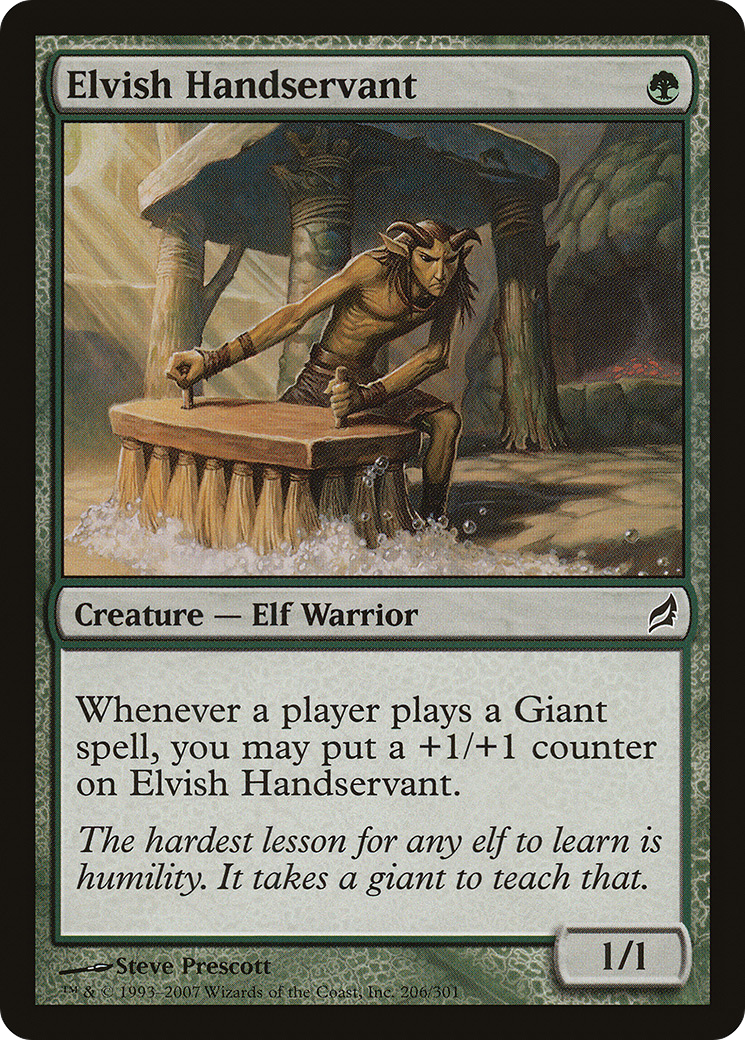 Elvish Handservant
Creature — Elf Warrior
Whenever a player plays a Giant
spell, you may put a +1/+1 counter
on Elvish Handservant.
The hardest lesson for any elf to learn is
humility. It takes a giant to teach that.
1/1
Steve Prescott
™ & © 1993–2007 Wizards of the Coast, Inc. 206/301